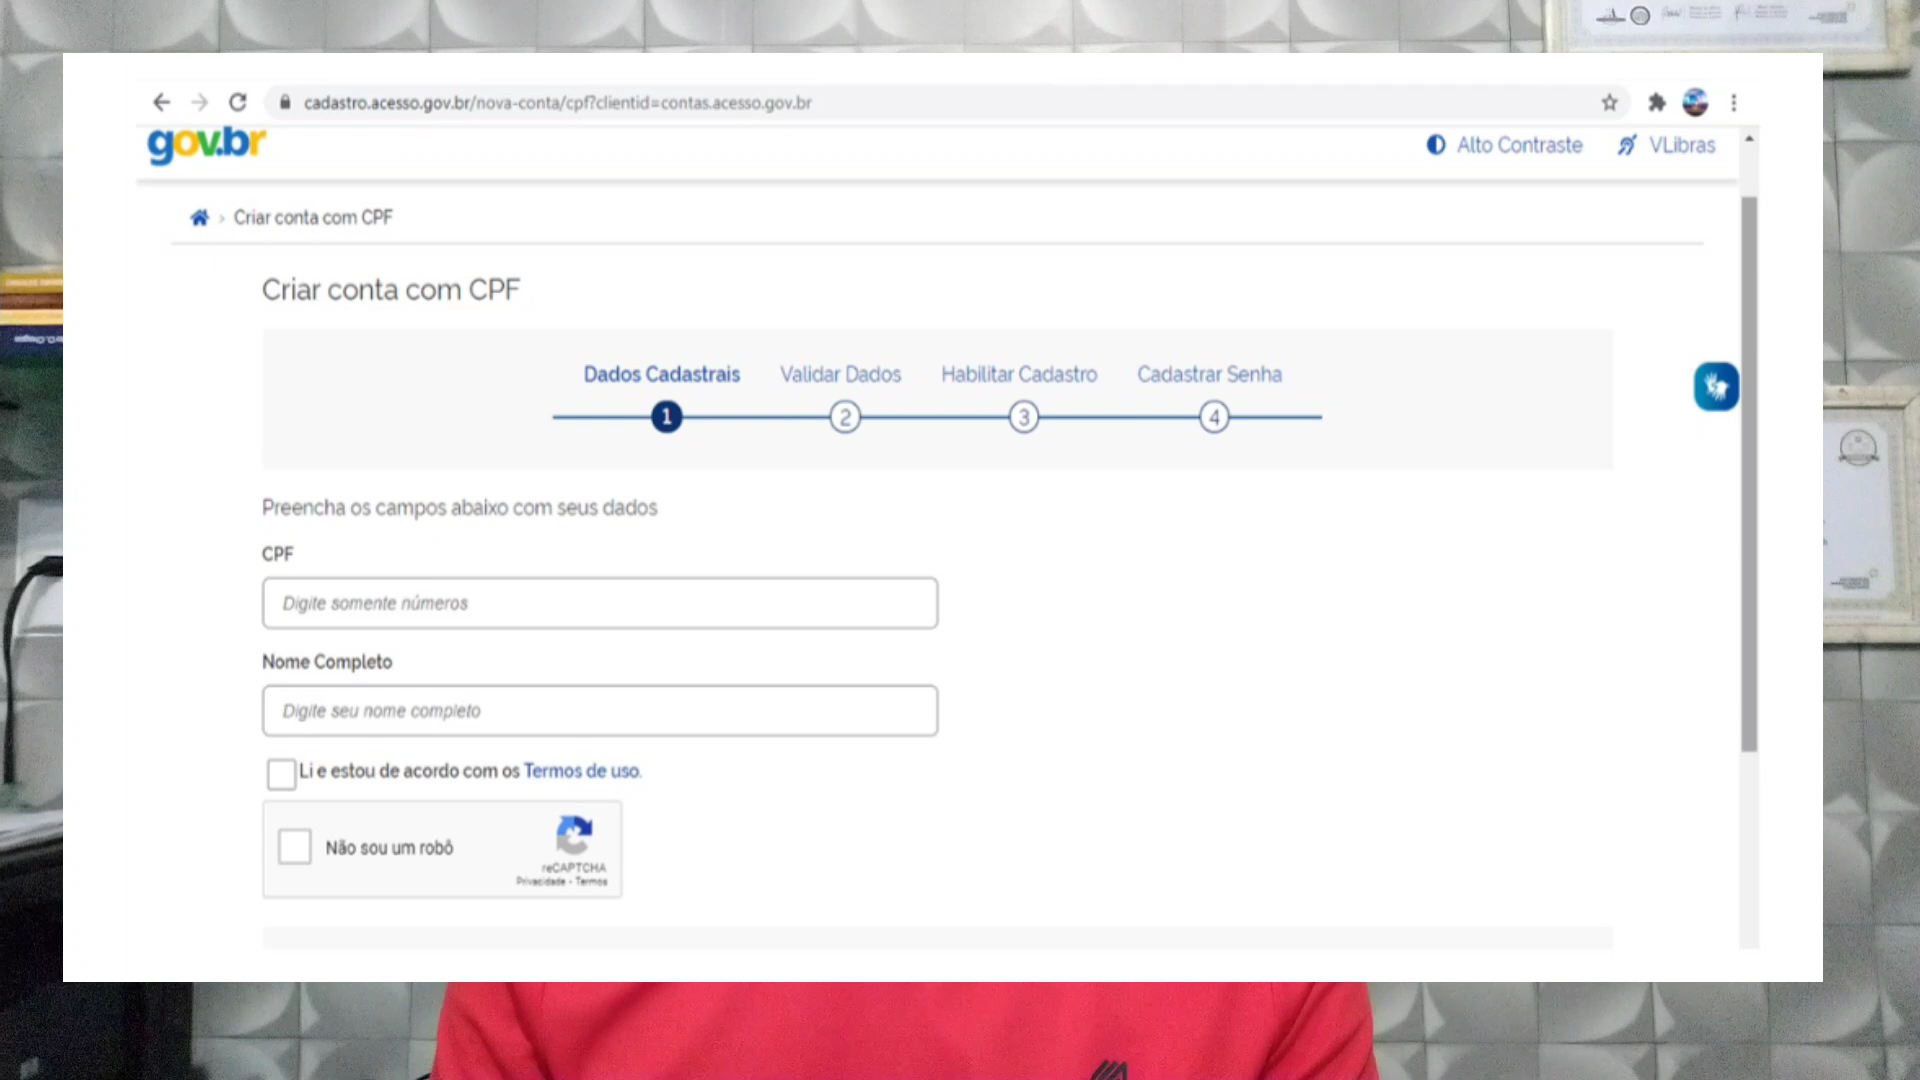 cadastro.acesso.gov.br/nova-conta/cpf?clientid=contas.acesso.gov.br
gov.br
Alto Contraste
VLibras
Criar conta com CPF
Criar conta com CPF
Dados Cadastrais
Validar Dados
Habilitar Cadastro
Cadastrar Senha
1
2
3
4
Preencha os campos abaixo com seus dados
CPF
Digite somente números
Nome Completo
Digite seu nome completo
Li e estou de acordo com os Termos de uso.
Não sou um robô
reCAPTCHA
Privacidade - Termos